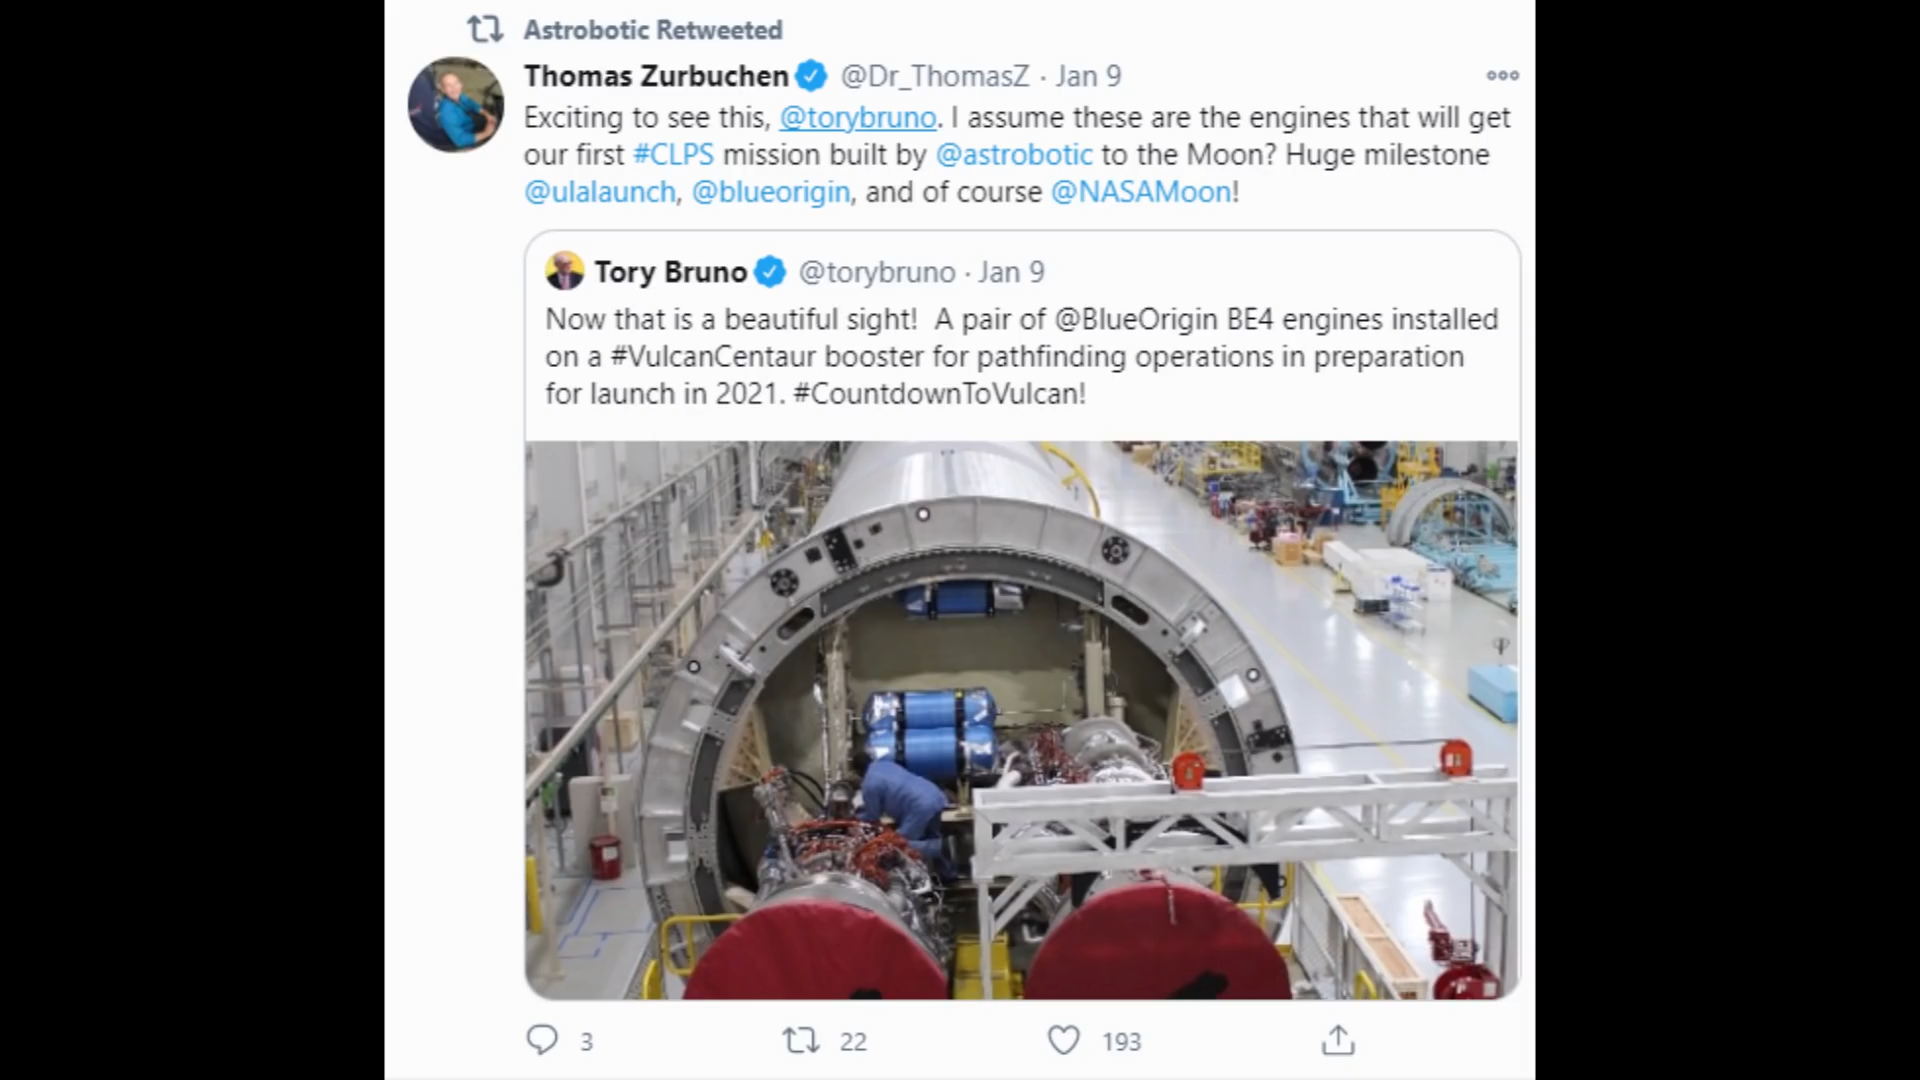 Astrobotic Retweeted
Thomas Zurbuchen @Dr_ThomasZ · Jan 9
Exciting to see this, @torybruno. I assume these are the engines that will get
our first #CLPS mission built by @astrobotic to the Moon? Huge milestone
@ulalaunch, @blueorigin, and of course @NASAMoon!
Tory Bruno @torybruno · Jan 9
Now that is a beautiful sight!  A pair of @BlueOrigin BE4 engines installed
on a #VulcanCentaur booster for pathfinding operations in preparation
for launch in 2021. #CountdownToVulcan!
3 22 193